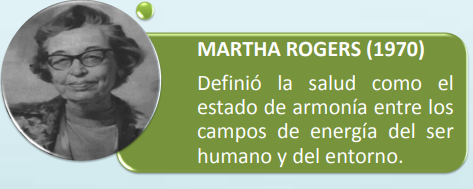 MARTHA ROGERS (1970)
Definió la salud como el
estado de armonía entre los
campos de energía del ser
humano y del entorno.